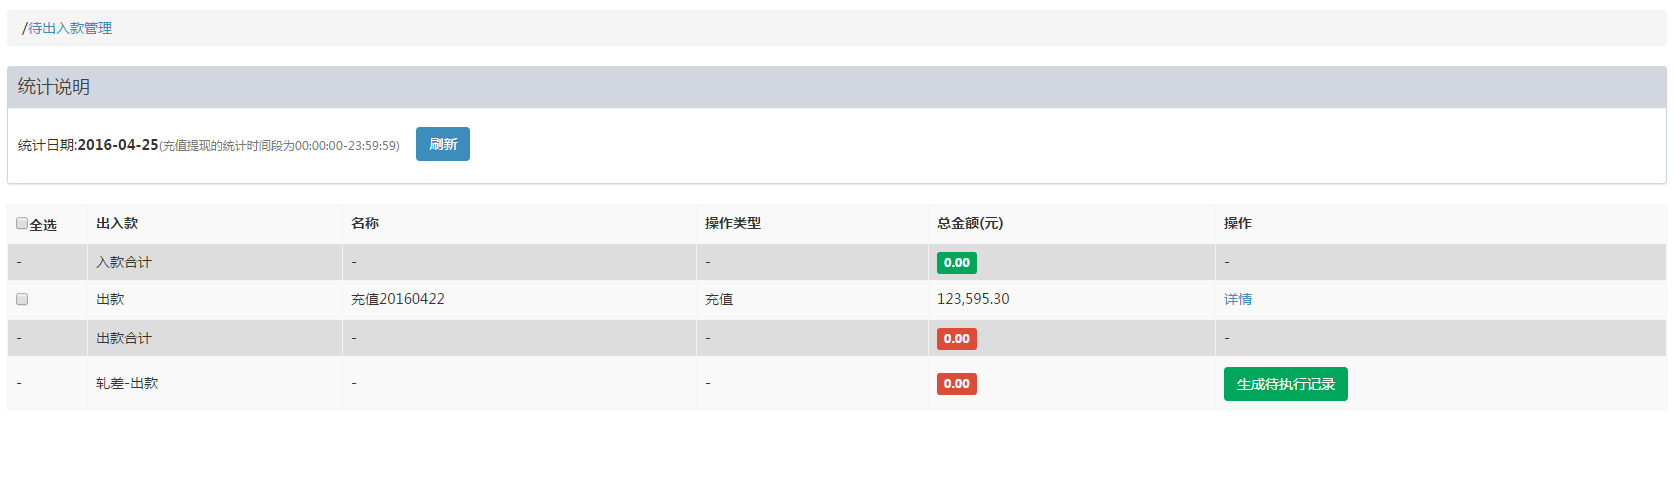 /待出入款管理
统计说明
统计日期:2016-04-25(充值提现的统计时间段为00:00:00-23:59:59) 刷新
全选 出入款 名称 操作类型 总金额(元) 操作
- 入款合计 - - 0.00 -
出款 充值20160422 充值 123,595.30 详情
- 出款合计 - - 0.00 -
- 轧差-出款 - - 0.00 生成待执行记录